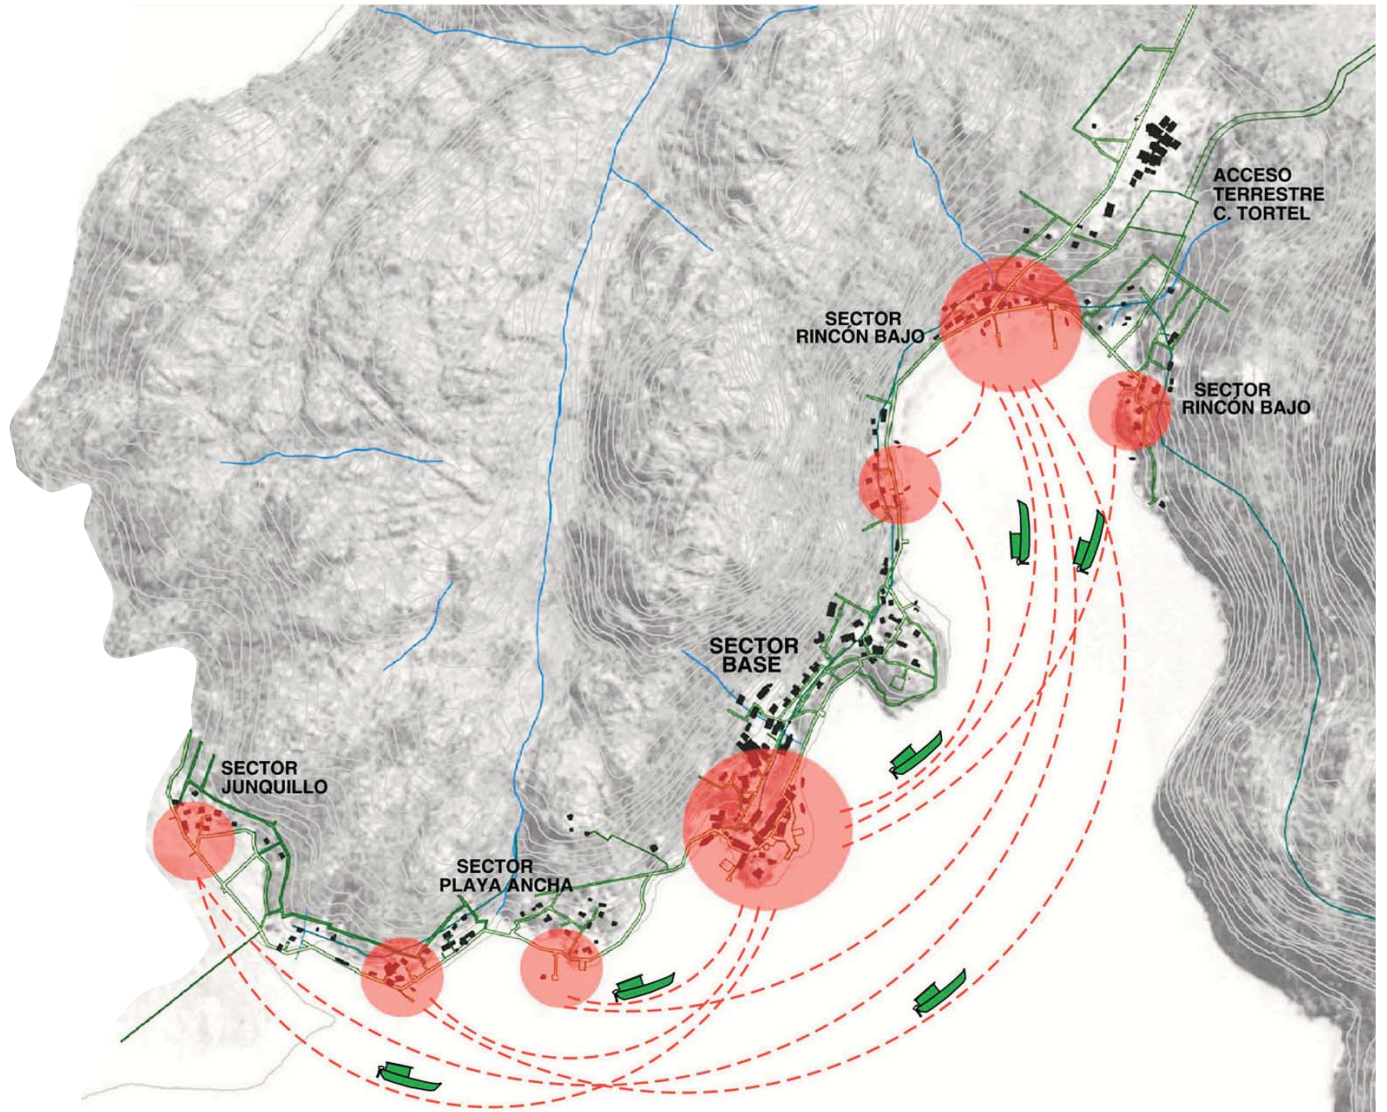 ACCESO
TERRESTRE
C. TORTEL
SECTOR
RINCÓN BAJO
SECTOR
RINCÓN BAJO
SECTOR
BASE
SECTOR
JUNQUILLO
SECTOR
PLAYA ANCHA